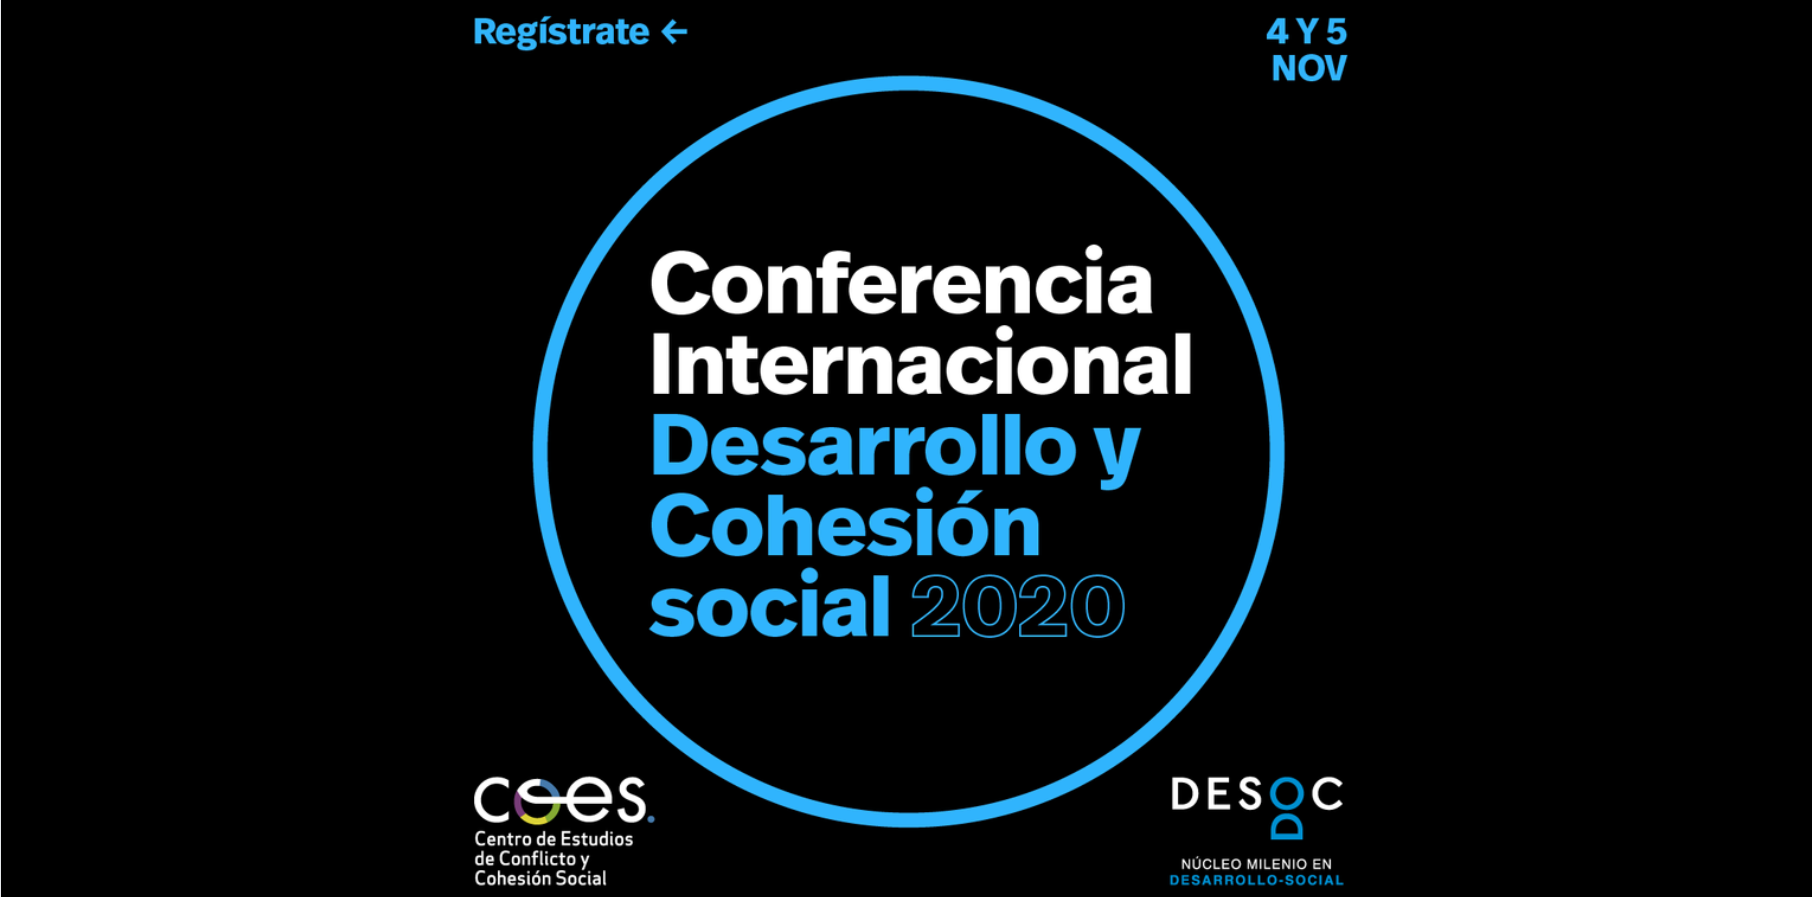 Regístrate ←
4 Y 5
NOV
Conferencia
Internacional
Desarrollo y
Cohesión
social 2020
coes.
Centro de Estudios
de Conflicto y
Cohesión Social
DESOC
NÚCLEO MILENIO EN
DESARROLLO-SOCIAL